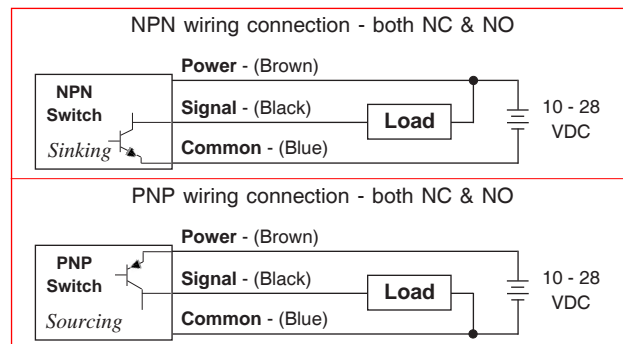 NPN wiring connection - both NC & NO
Power - (Brown)
NPN
Switch
Signal - (Black)
Load
10 - 28
VDC
Sinking
Common - (Blue)
PNP wiring connection - both NC & NO
Power - (Brown)
PNP
Switch
Signal - (Black)
Load
10 - 28
VDC
Sourcing
Common - (Blue)